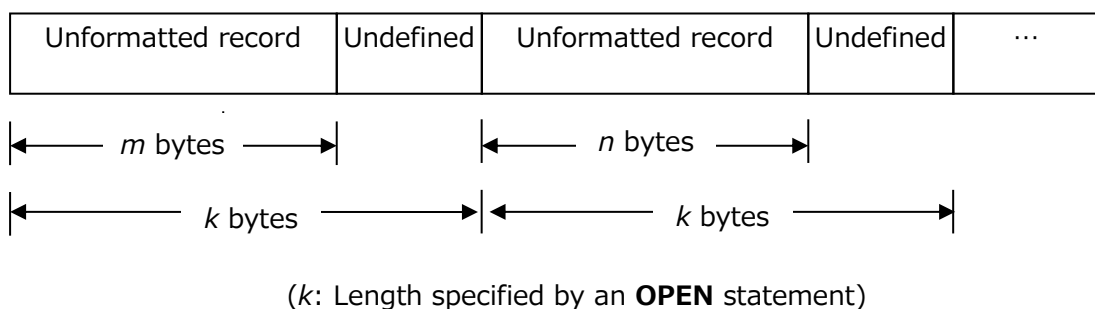 Unformatted record Undefined Unformatted record Undefined …
m bytes n bytes
k bytes k bytes
(k: Length specified by an OPEN statement)